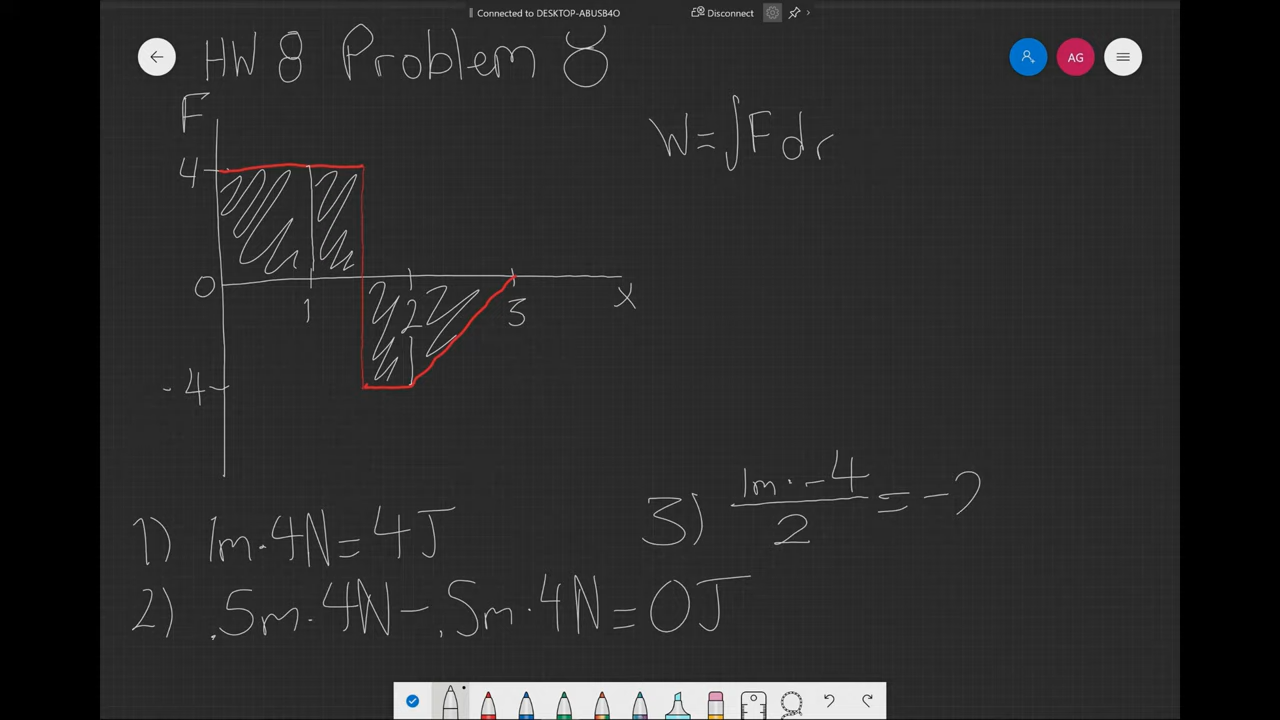 Connected to DESKTOP-ABUSB4O
Disconnect
AG
HW 8 Problem 8
F
4
0
-4
1
2
3
X
W=∫Fdr
1) 1m·4N=4J
2) .5m·4N-.5m·4N=0J
3) 1m·-4/2=-2